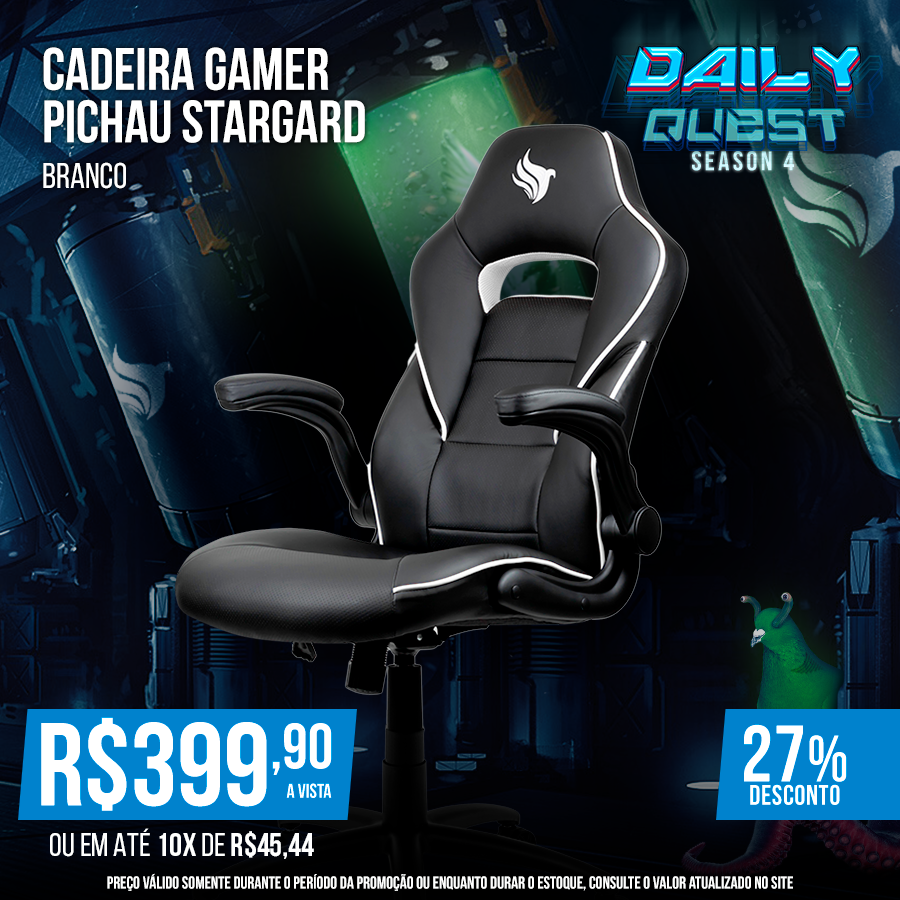 CADEIRA GAMER
PICHAU STARGARD
BRANCO
DAILY
QUEST
SEASON 4
R$399,90
A VISTA
27%
DESCONTO
OU EM ATÉ 10X DE R$45,44
PREÇO VÁLIDO SOMENTE DURANTE O PERÍODO DA PROMOÇÃO OU ENQUANTO DURAR O ESTOQUE, CONSULTE O VALOR ATUALIZADO NO SITE